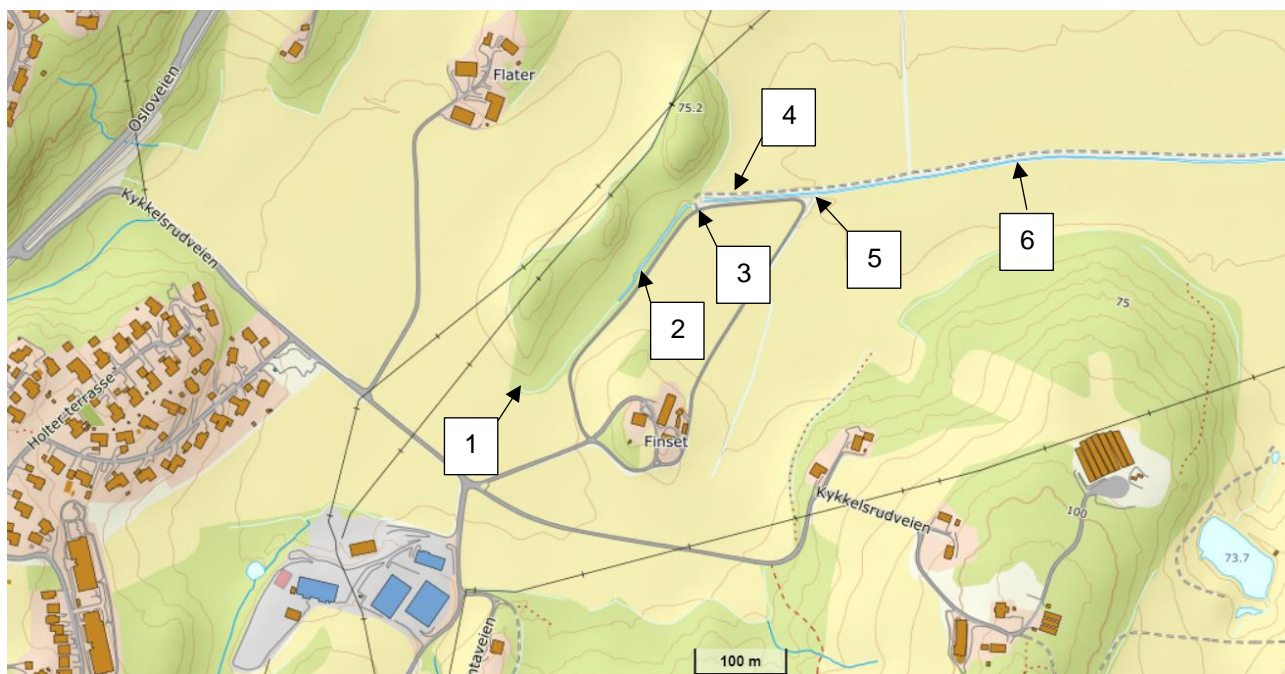 Flater
75.2
4
Osloveien
Kykkelsrudveien
3
5
6
2
75
Holter terrasse
1
Finset
Kykkelsrudveien
100
73.7
ntaveien
100 m